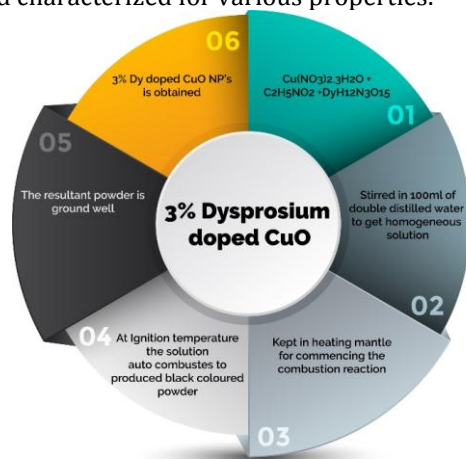 d characterized for various properties.
06
3% Dy doped CuO NP's
is obtained
Cu(NO3)2.3H2O +
C2H5NO2 +DyH12N3O15
01
05
The resultant powder is
ground well
3% Dysprosium
doped CuO
Stirred in 100ml of
double distilled water
to get homogeneous
solution
02
04
At Ignition temperature
the solution
auto combustes to
produced black coloured
powder
Kept in heating mantle
for commencing the
combustion reaction
03